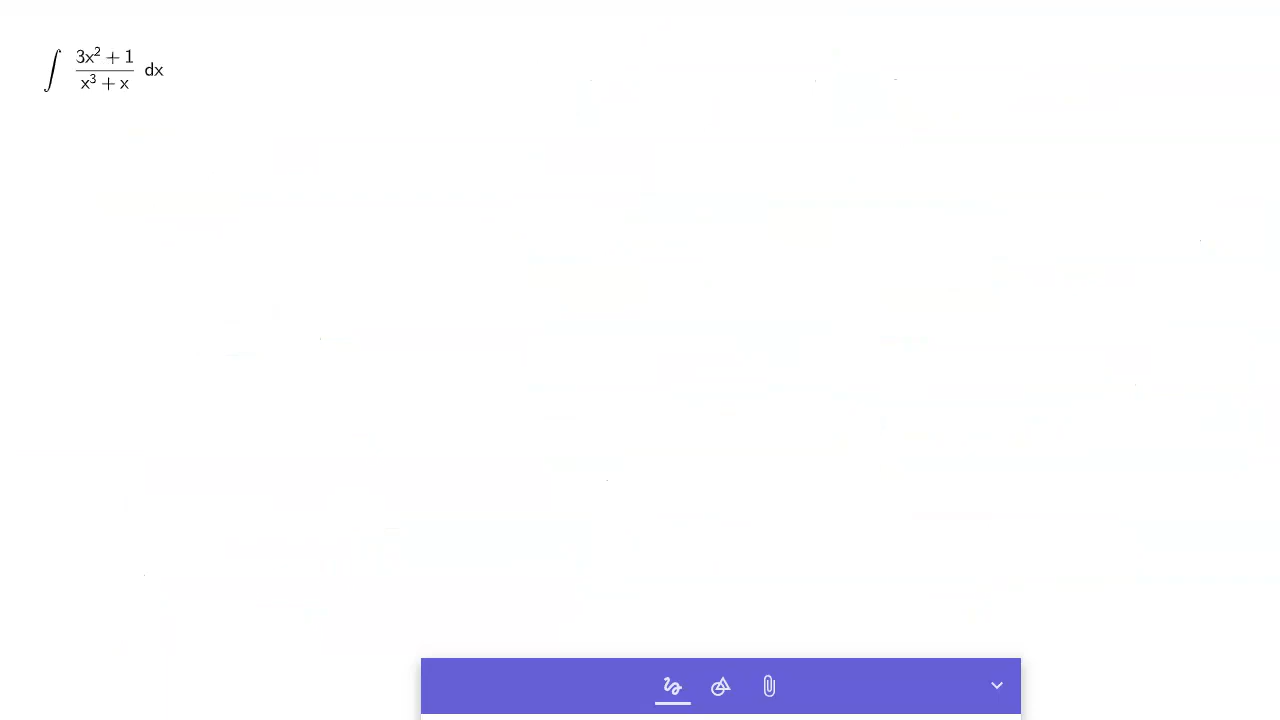 ∫ (3x² + 1)/(x³ + x) dx